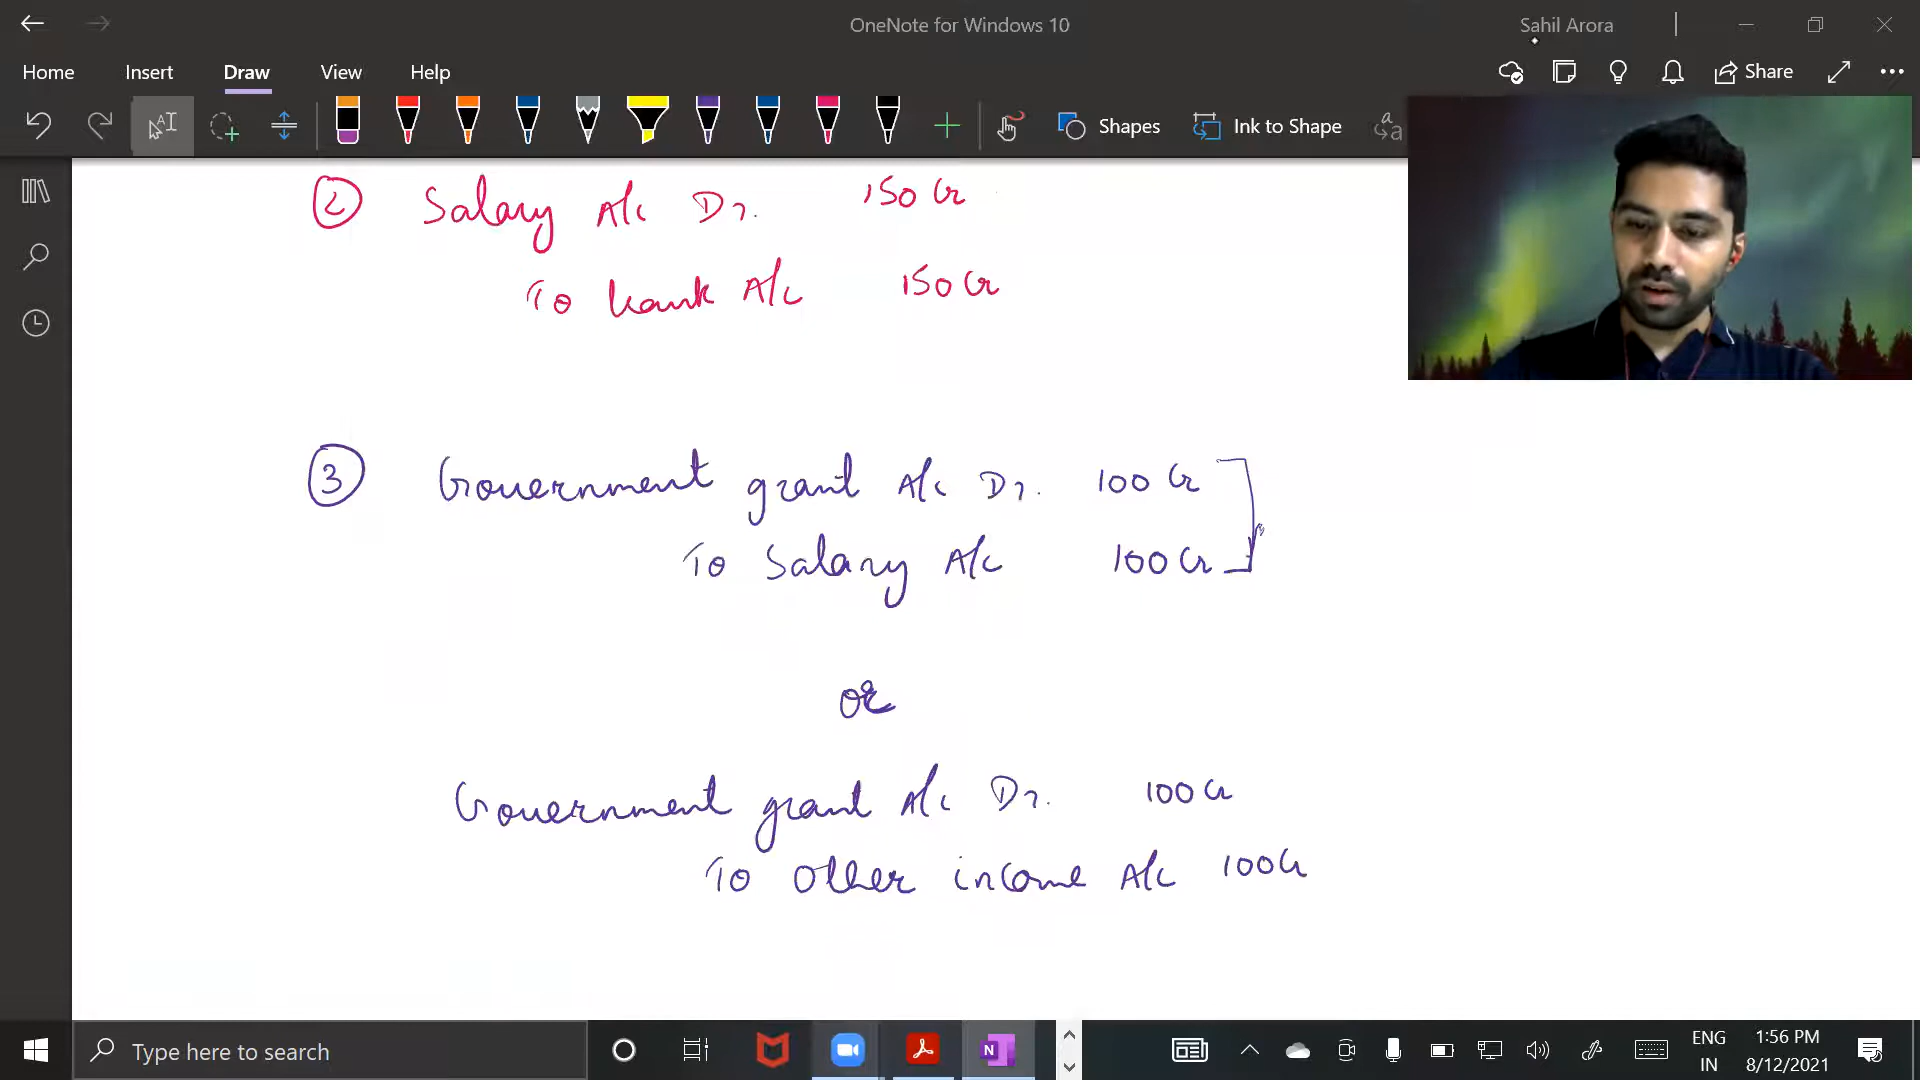 OneNote for Windows 10
Sahil Arora
Home Insert Draw View Help
Share
Shapes Ink to Shape
2 Salary A/c Dr. 150 Cr
To bank A/c 150 Cr
3 Government grant A/c Dr. 100 Cr
To Salary A/c 100 Cr
or
Government grant A/c Dr. 100 Cr
To Other income A/c 100 Cr
Type here to search
N
ENG
IN
1:56 PM
8/12/2021